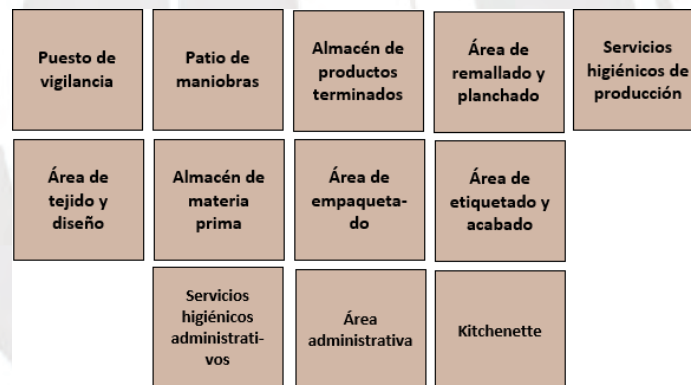 Puesto de
vigilancia
Patio de
maniobras
Almacén de
productos
terminados
Área de
remallado y
planchado
Servicios
higiénicos de
producción
Área de
tejido y
diseño
Almacén de
materia
prima
Área de
empaqueta-
do
Área de
etiquetado y
acabado
Servicios
higiénicos
administrati-
vos
Área
administrativa
Kitchenette